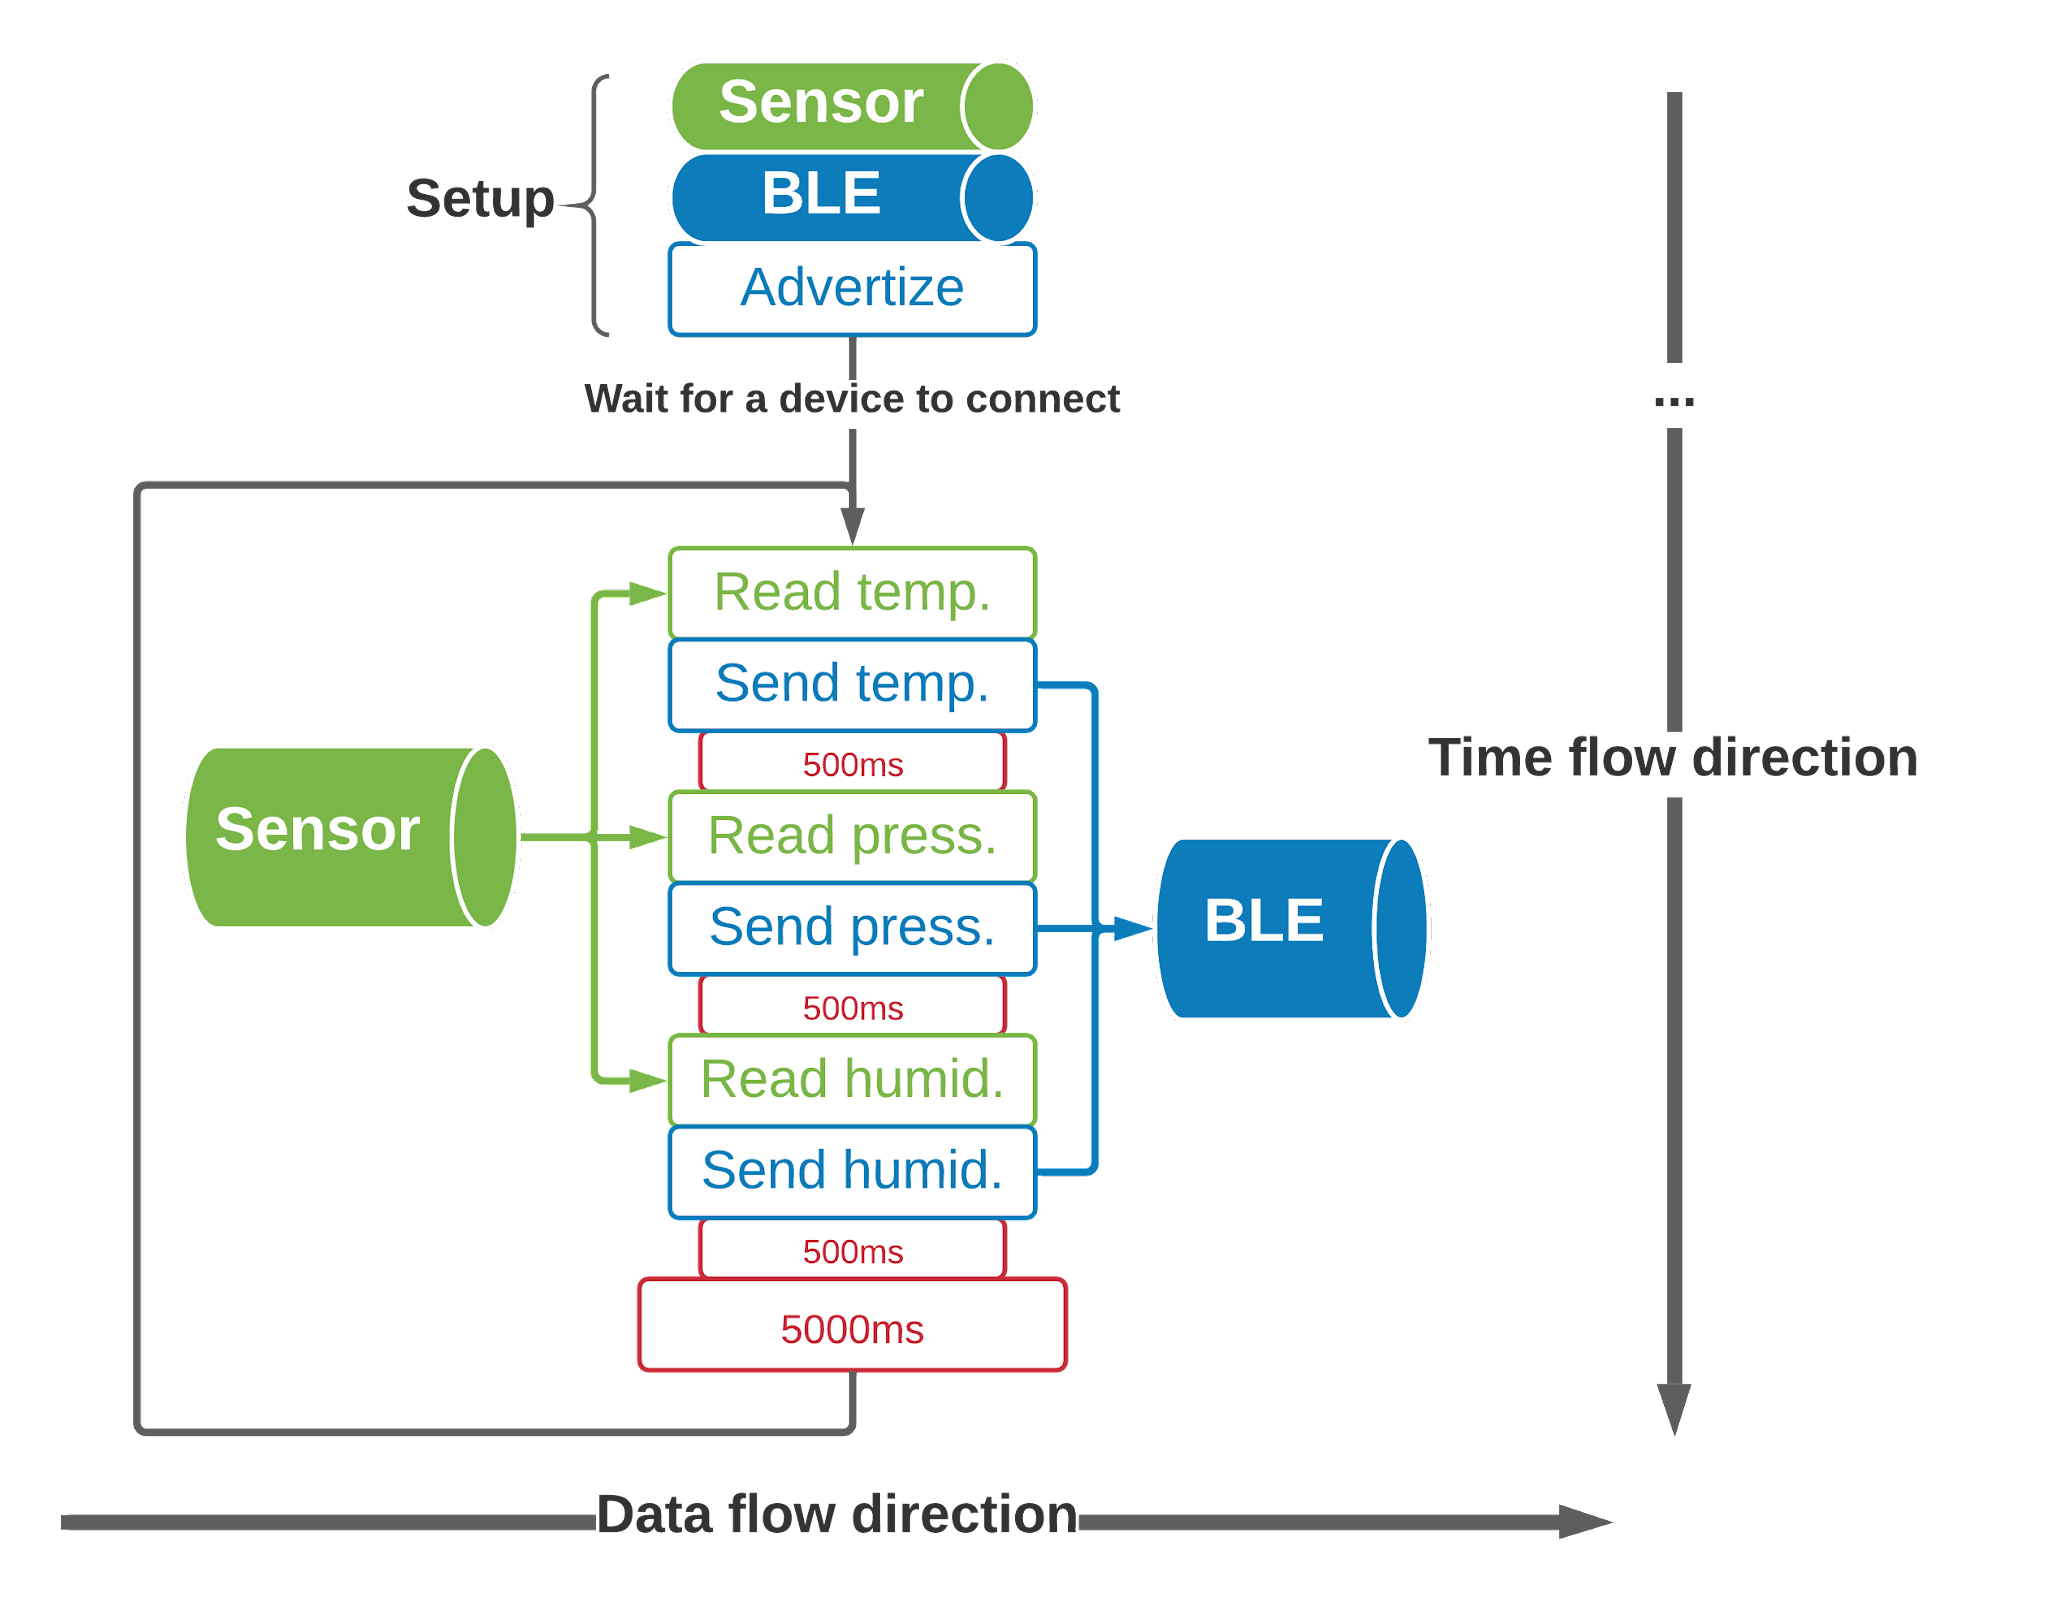 Sensor
BLE
Setup
Advertize
Wait for a device to connect
...
Read temp.
Send temp.
500ms
Time flow direction
Sensor
Read press.
Send press.
BLE
500ms
Read humid.
Send humid.
500ms
5000ms
Data flow direction